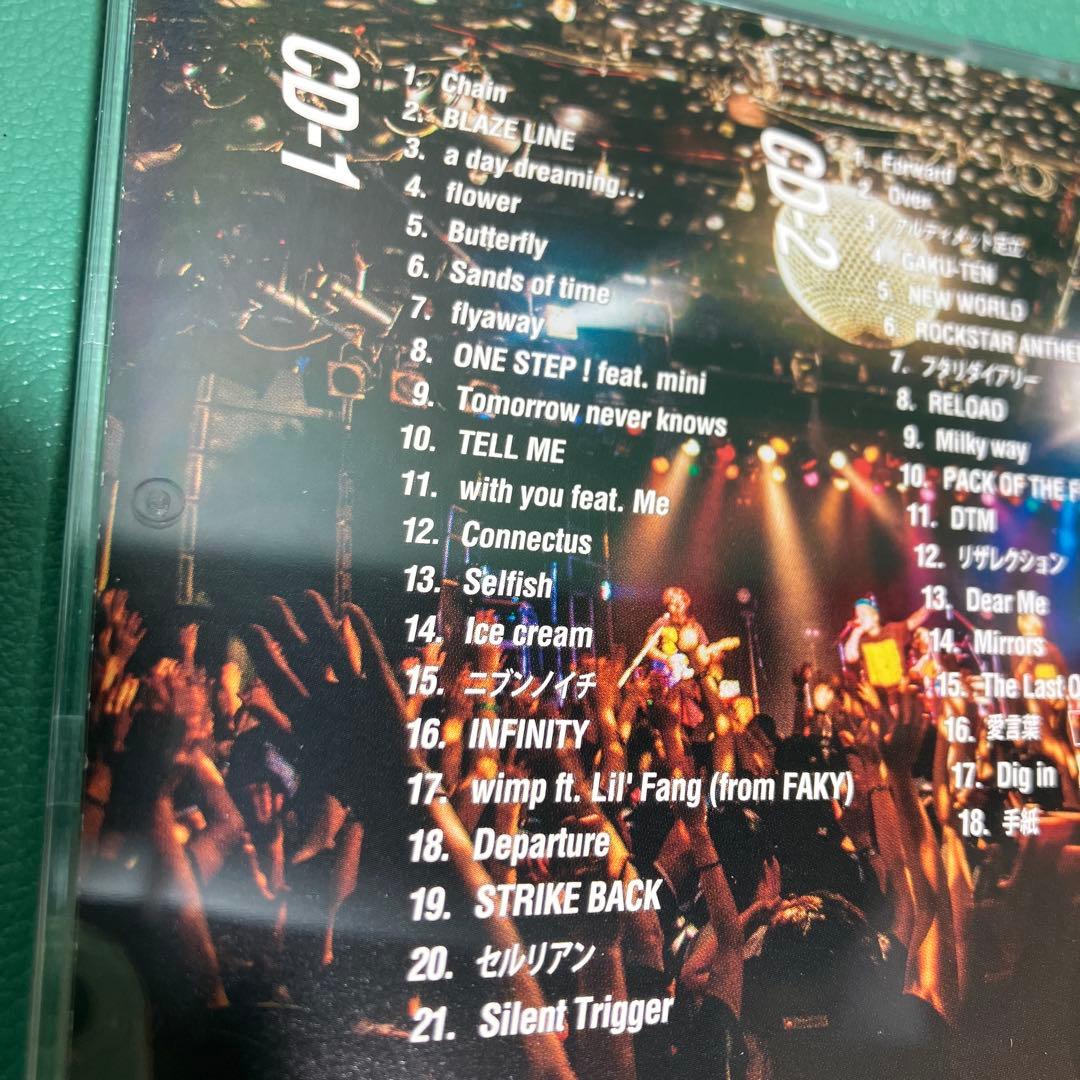 CD-1
1. Chain
2. BLAZE LINE
3. a day dreaming...
4. flower
5. Butterfly
6. Sands of time
7. flyaway
8. ONE STEP ! feat. mini
9. Tomorrow never knows
10. TELL ME
11. with you feat. Me
12. Connectus
13. Selfish
14. Ice cream
15. ニブンノイチ
16. INFINITY
17. wimp ft. Lil' Fang (from FAKY)
18. Departure
19. STRIKE BACK
20. セルリアン
21. Silent Trigger
CD-2
1. Forward
2. Over
3. アルティメット足立
4. GAKU-TEN
5. NEW WORLD
6. ROCKSTAR ANTHE
7. フタリダイアリー
8. RELOAD
9. Milky way
10. PACK OF THE F
11. DTM
12. リザレクション
13. Dear Me
14. Mirrors
15. The Last O
16. 愛言葉
17. Dig in
18. 手紙